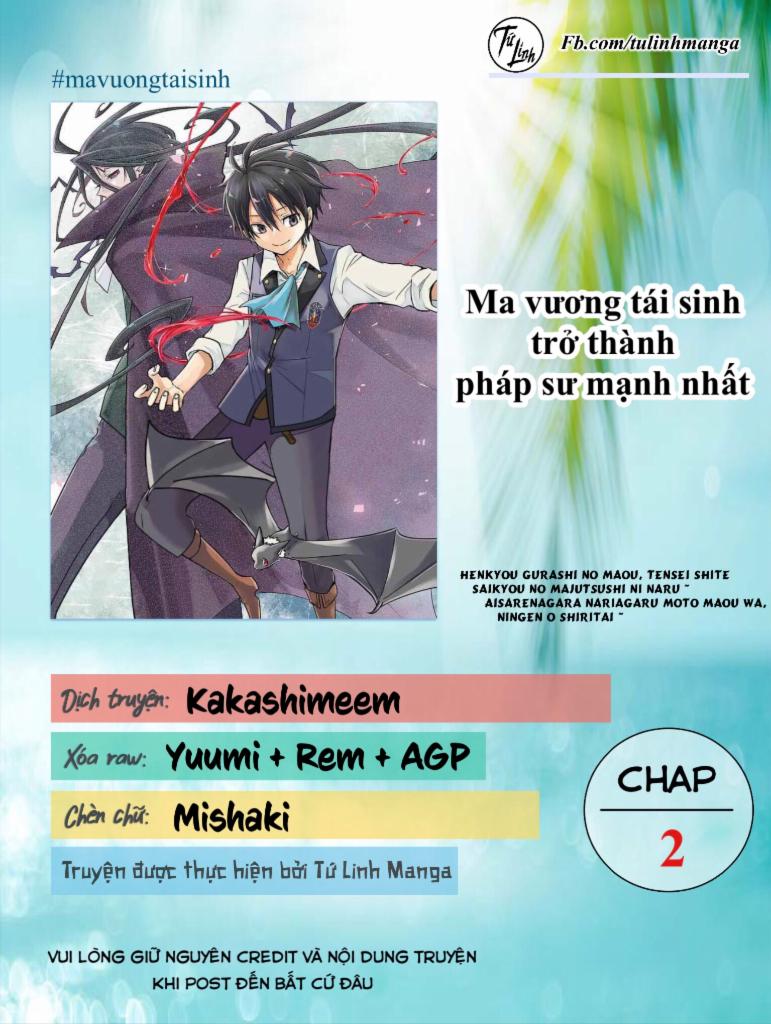 Tứ Linh
Fb.com/tulinhmanga
#mavuongtaisinh
Ma vương tái sinh
trở thành
pháp sư mạnh nhất
HENKYOU GURASHI NO MAOU, TENSEI SHITE
SAIKYOU NO MAJUTSUSHI NI NARU ~
AISARENAGARA NARIAGARU MOTO MAOU WA,
NINGEN O SHIRITAI ~
Dịch truyện: Kakashimeem
Xóa raw: Yuumi + Rem + AGP
Chèn chữ: Mishaki
Truyện được thực hiện bởi Tứ Linh Manga
CHAP
2
VUI LÒNG GIỮ NGUYÊN CREDIT VÀ NỘI DUNG TRUYỆN
KHI POST ĐẾN BẤT CỨ ĐÂU